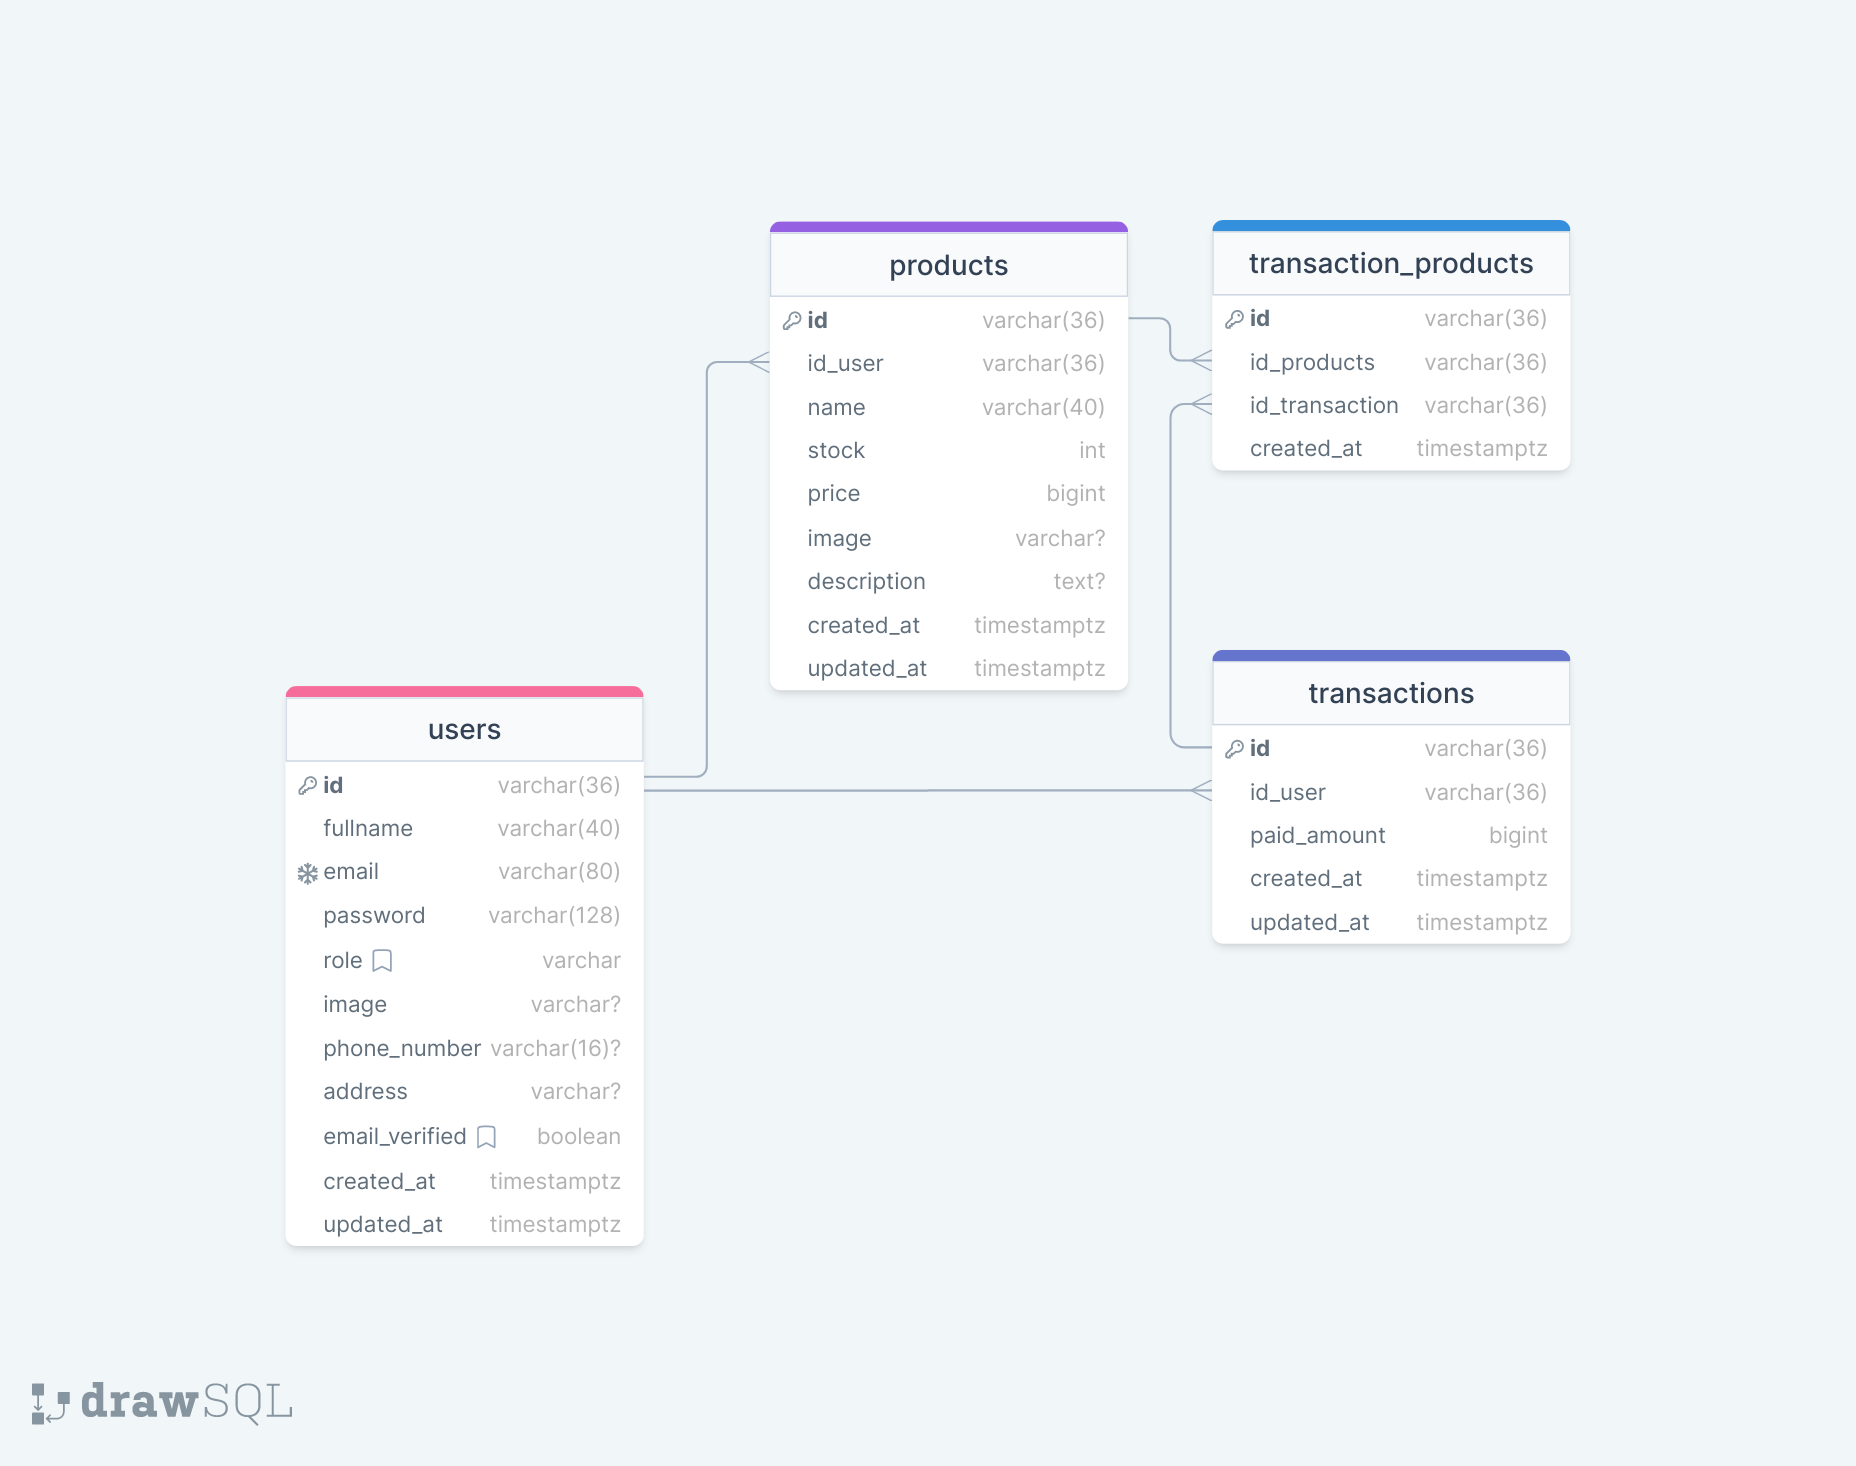 products
id varchar(36)
id_user varchar(36)
name varchar(40)
stock int
price bigint
image varchar?
description text?
created_at timestamptz
updated_at timestamptz
transaction_products
id varchar(36)
id_products varchar(36)
id_transaction varchar(36)
created_at timestamptz
users
id varchar(36)
fullname varchar(40)
email varchar(80)
password varchar(128)
role varchar
image varchar?
phone_number varchar(16)?
address varchar?
email_verified boolean
created_at timestamptz
updated_at timestamptz
transactions
id varchar(36)
id_user varchar(36)
paid_amount bigint
created_at timestamptz
updated_at timestamptz
drawSQL